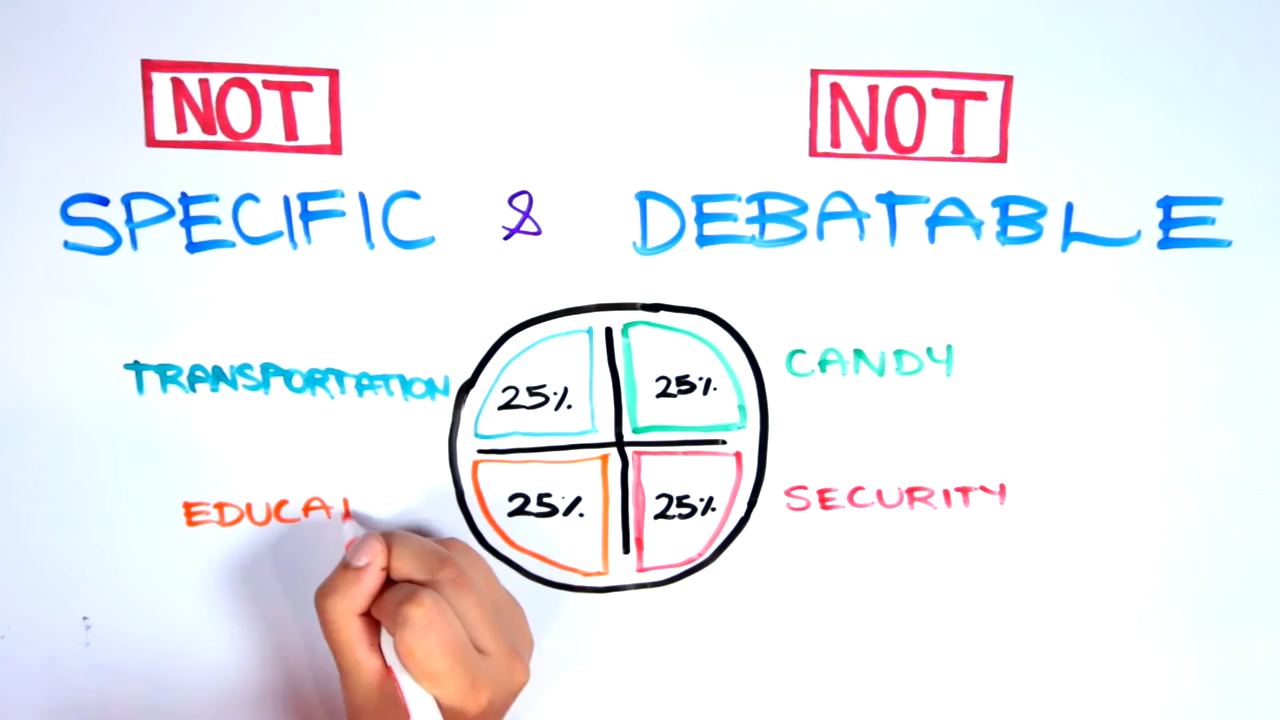 NOT NOT
SPECIFIC & DEBATABLE
TRANSPORTATION 25% 25% CANDY
EDUCA 25% 25% SECURITY